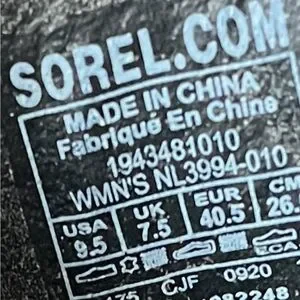 SOREL.COM
MADE IN CHINA
Fabriqué En Chine
1943481010
WMN'S NL3994-010
USA UK EUR CM
9.5 7.5 40.5 26.
CJF 0920